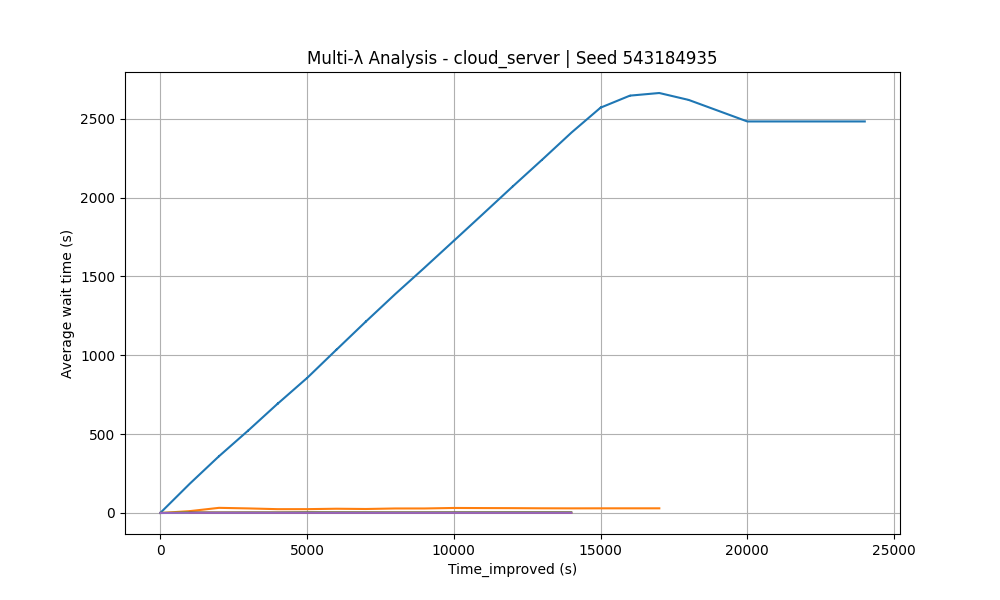 Multi-λ Analysis - cloud_server | Seed 543184935
Average wait time (s)
2500
2000
1500
1000
500
0
0 5000 10000 15000 20000 25000
Time_improved (s)